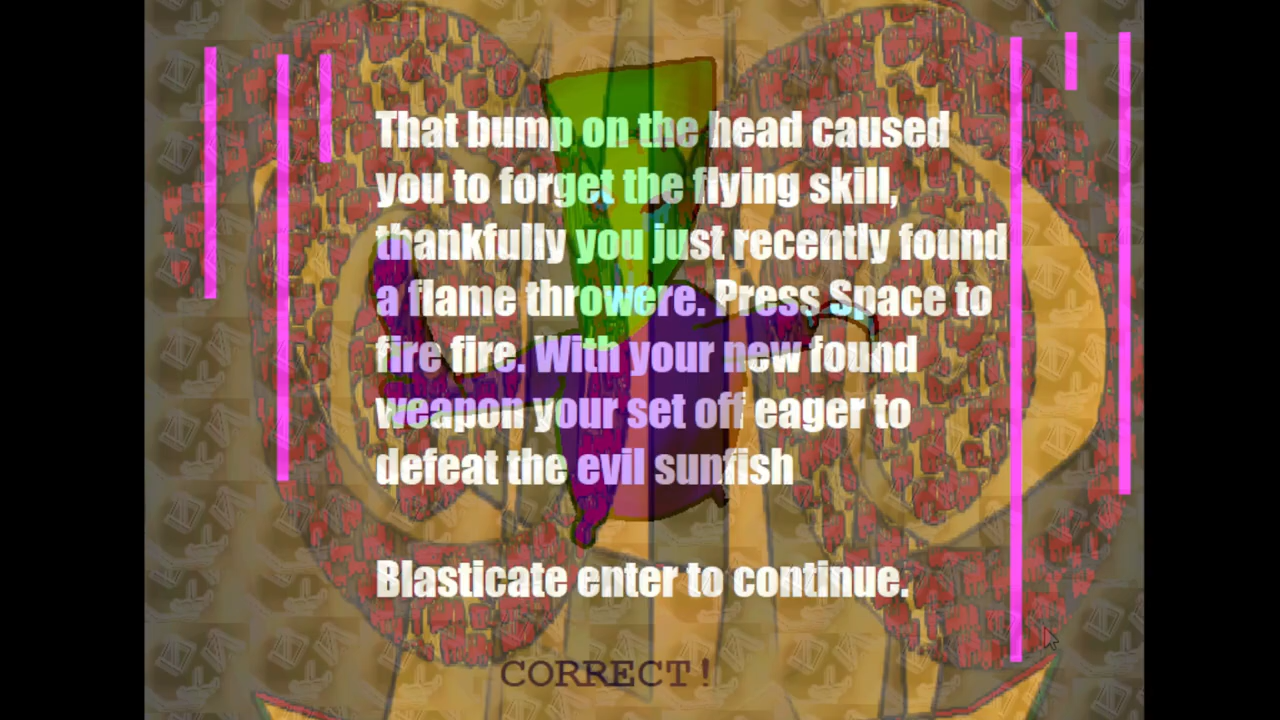 That bump on the head caused
you to forget the flying skill,
thankfully you just recently found
a flame throwere. Press Space to
fire fire. With your new found
weapon your set off eager to
defeat the evil sunfish
Blasticate enter to continue.
CORRECT!